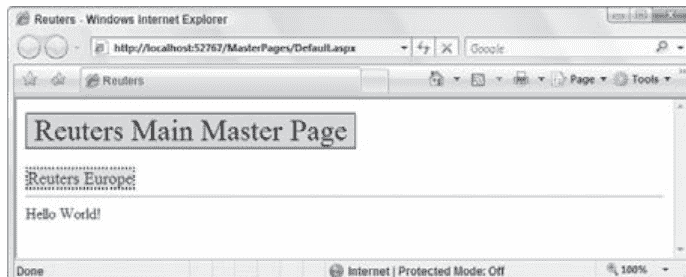 Reuters - Windows Internet Explorer
http://localhost:52767/MasterPages/Default.aspx
Google
Reuters
Page
Tools
Reuters Main Master Page
Reuters Europe
Hello World!
Done
Internet | Protected Mode: Off
100%